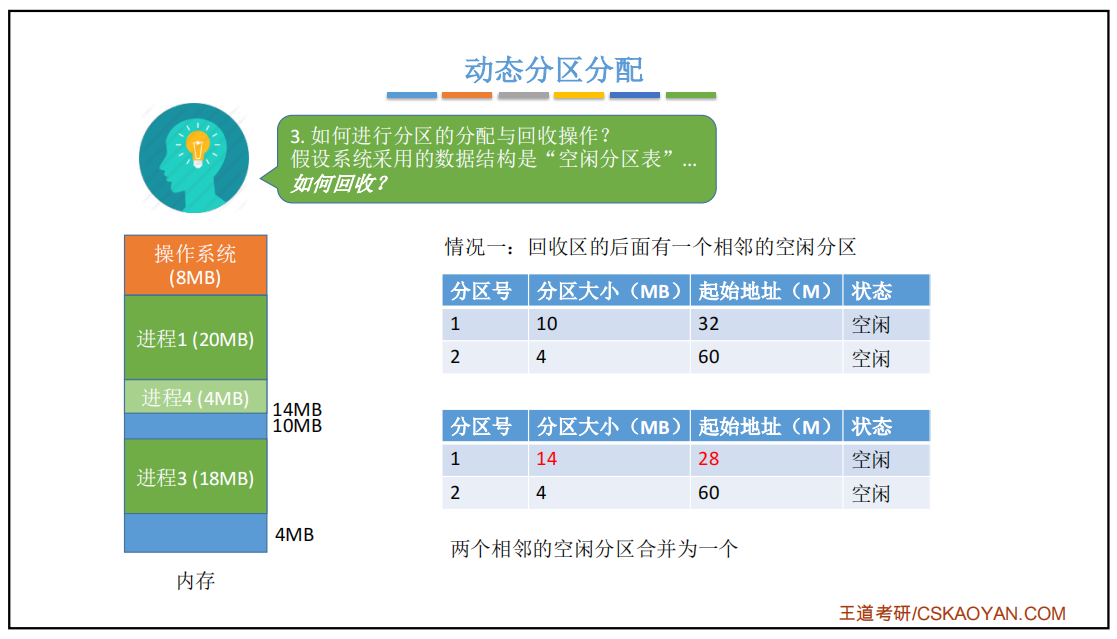 动态分区分配
3. 如何进行分区的分配与回收操作？
假设系统采用的数据结构是“空闲分区表”...
如何回收？
操作系统
(8MB)
进程1 (20MB)
进程4 (4MB)
14MB
10MB
进程3 (18MB)
4MB
内存
情况一：回收区的后面有一个相邻的空闲分区
分区号 分区大小（MB） 起始地址（M） 状态
1 10 32 空闲
2 4 60 空闲
分区号 分区大小（MB） 起始地址（M） 状态
1 14 28 空闲
2 4 60 空闲
两个相邻的空闲分区合并为一个
王道考研/CSKAOYAN.COM